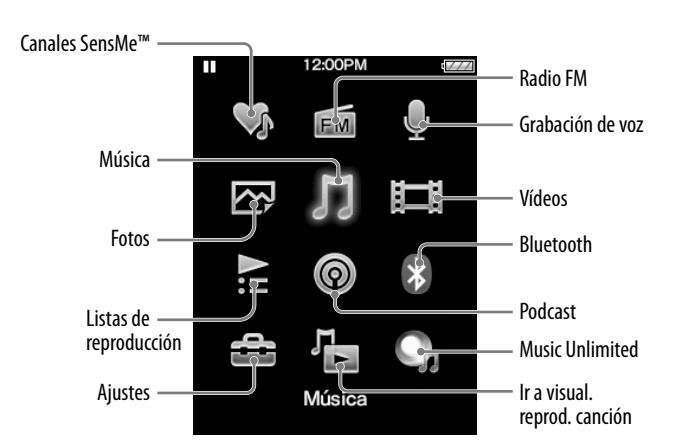 Canales SensMe™
12:00PM
Radio FM
FM
Grabación de voz
Música
Vídeos
Fotos
Bluetooth
Listas de
reproducción
Podcast
Music Unlimited
Ajustes
Ir a visual.
reprod. canción
Música